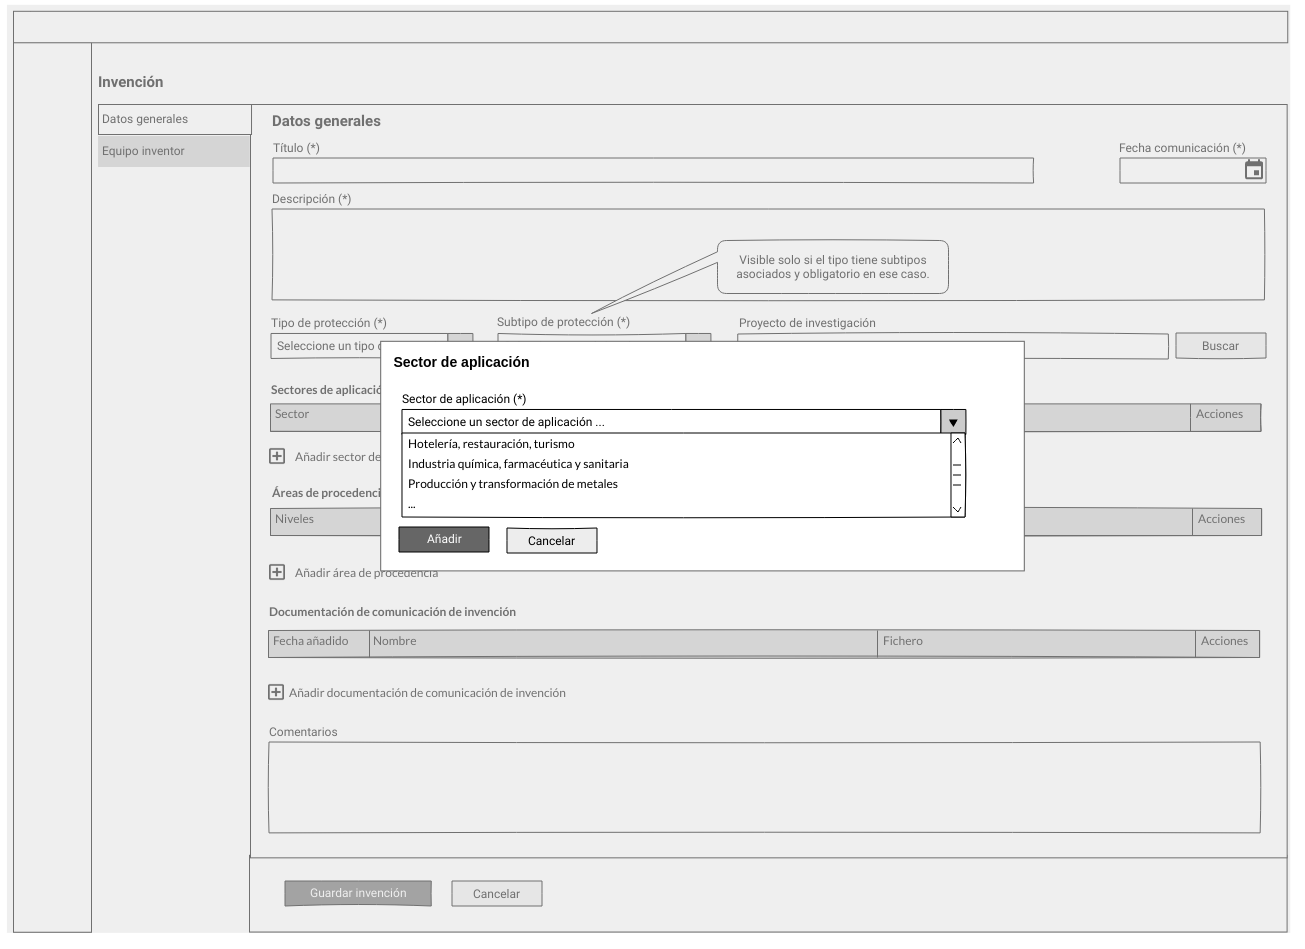 Invención
Datos generales
Equipo inventor
Datos generales
Título (*)
Fecha comunicación (*)
Descripción (*)
Visible solo si el tipo tiene subtipos
asociados y obligatorio en ese caso.
Tipo de protección (*)
Subtipo de protección (*)
Proyecto de investigación
Seleccione un tipo
Buscar
Sector de aplicación
Sectores de aplicació
Sector de aplicación (*)
Sector
Acciones
Seleccione un sector de aplicación ...
Hotelería, restauración, turismo
Industria química, farmacéutica y sanitaria
Producción y transformación de metales
...
Añadir sector de
Áreas de procedenci
Niveles
Acciones
Añadir
Cancelar
Añadir área de procedencia
Documentación de comunicación de invención
Fecha añadido
Nombre
Fichero
Acciones
Añadir documentación de comunicación de invención
Comentarios
Guardar invención
Cancelar